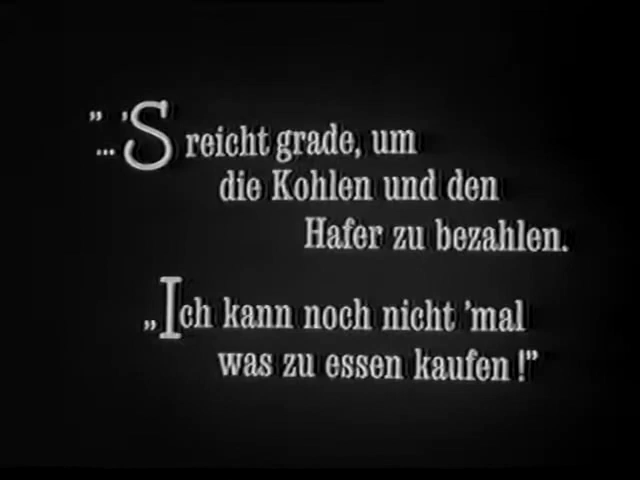 "... 'S reicht grade, um
die Kohlen und den
Hafer zu bezahlen.
„Ich kann noch nicht 'mal
was zu essen kaufen!”